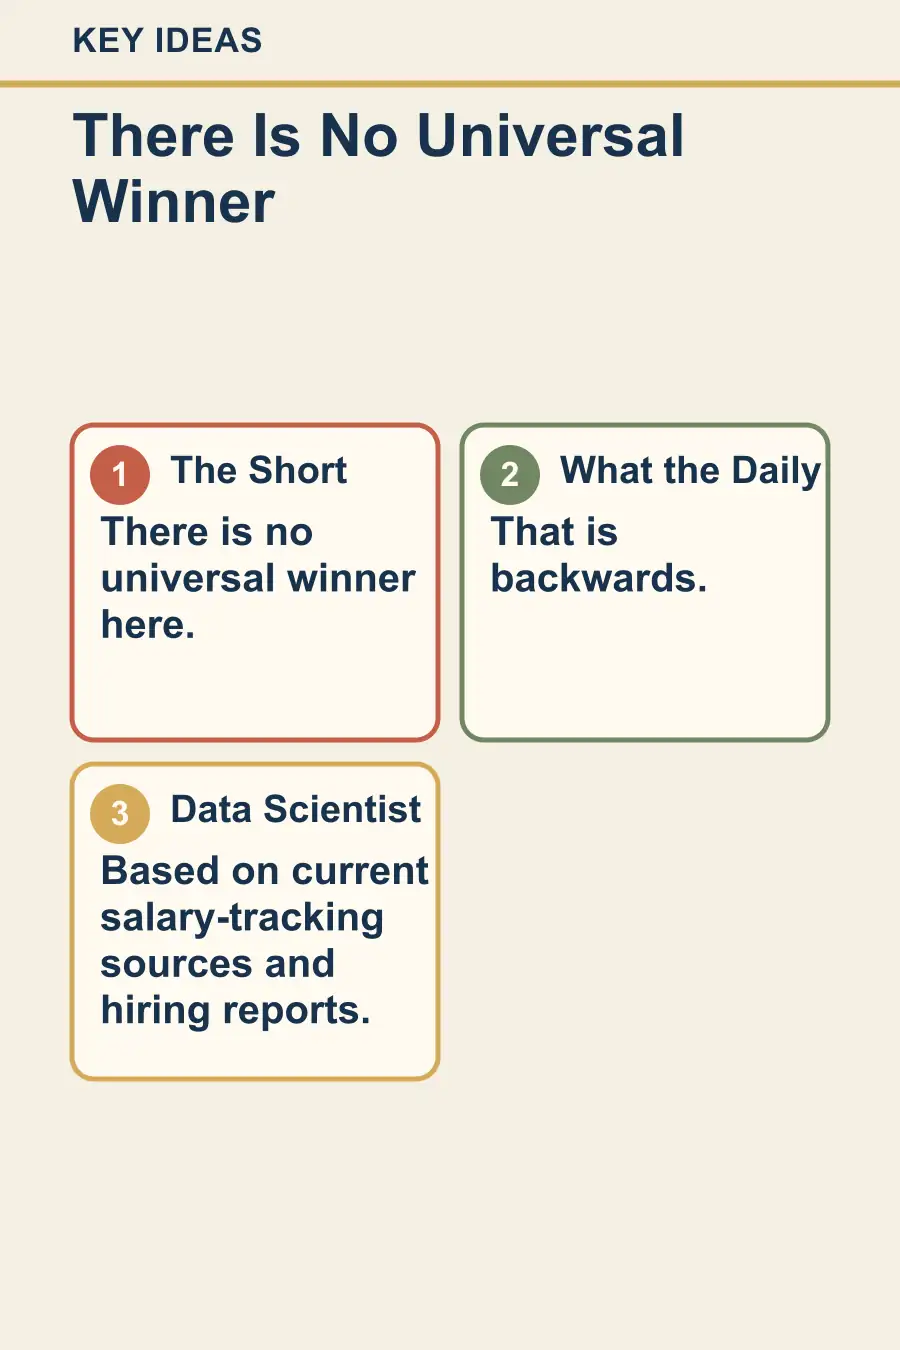 KEY IDEAS
There Is No Universal
Winner
1
The Short
There is no
universal winner
here.
2
What the Daily
That is
backwards.
3
Data Scientist
Based on current
salary-tracking
sources and
hiring reports.